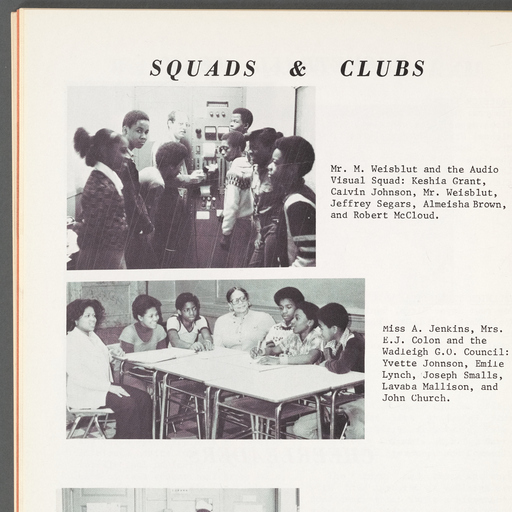 SQUADS & CLUBS
Mr. M. Weisblut and the Audio
Visual Squad: Keshia Grant,
Calvin Johnson, Mr. Weisblut,
Jeffrey Segars, Almeisha Brown,
and Robert McCloud.
Miss A. Jenkins, Mrs.
E.J. Colon and the
Wadleigh G.O. Council:
Yvette Jonnson, Emile
Lynch, Joseph Smalls,
Lavaba Mallison, and
John Church.